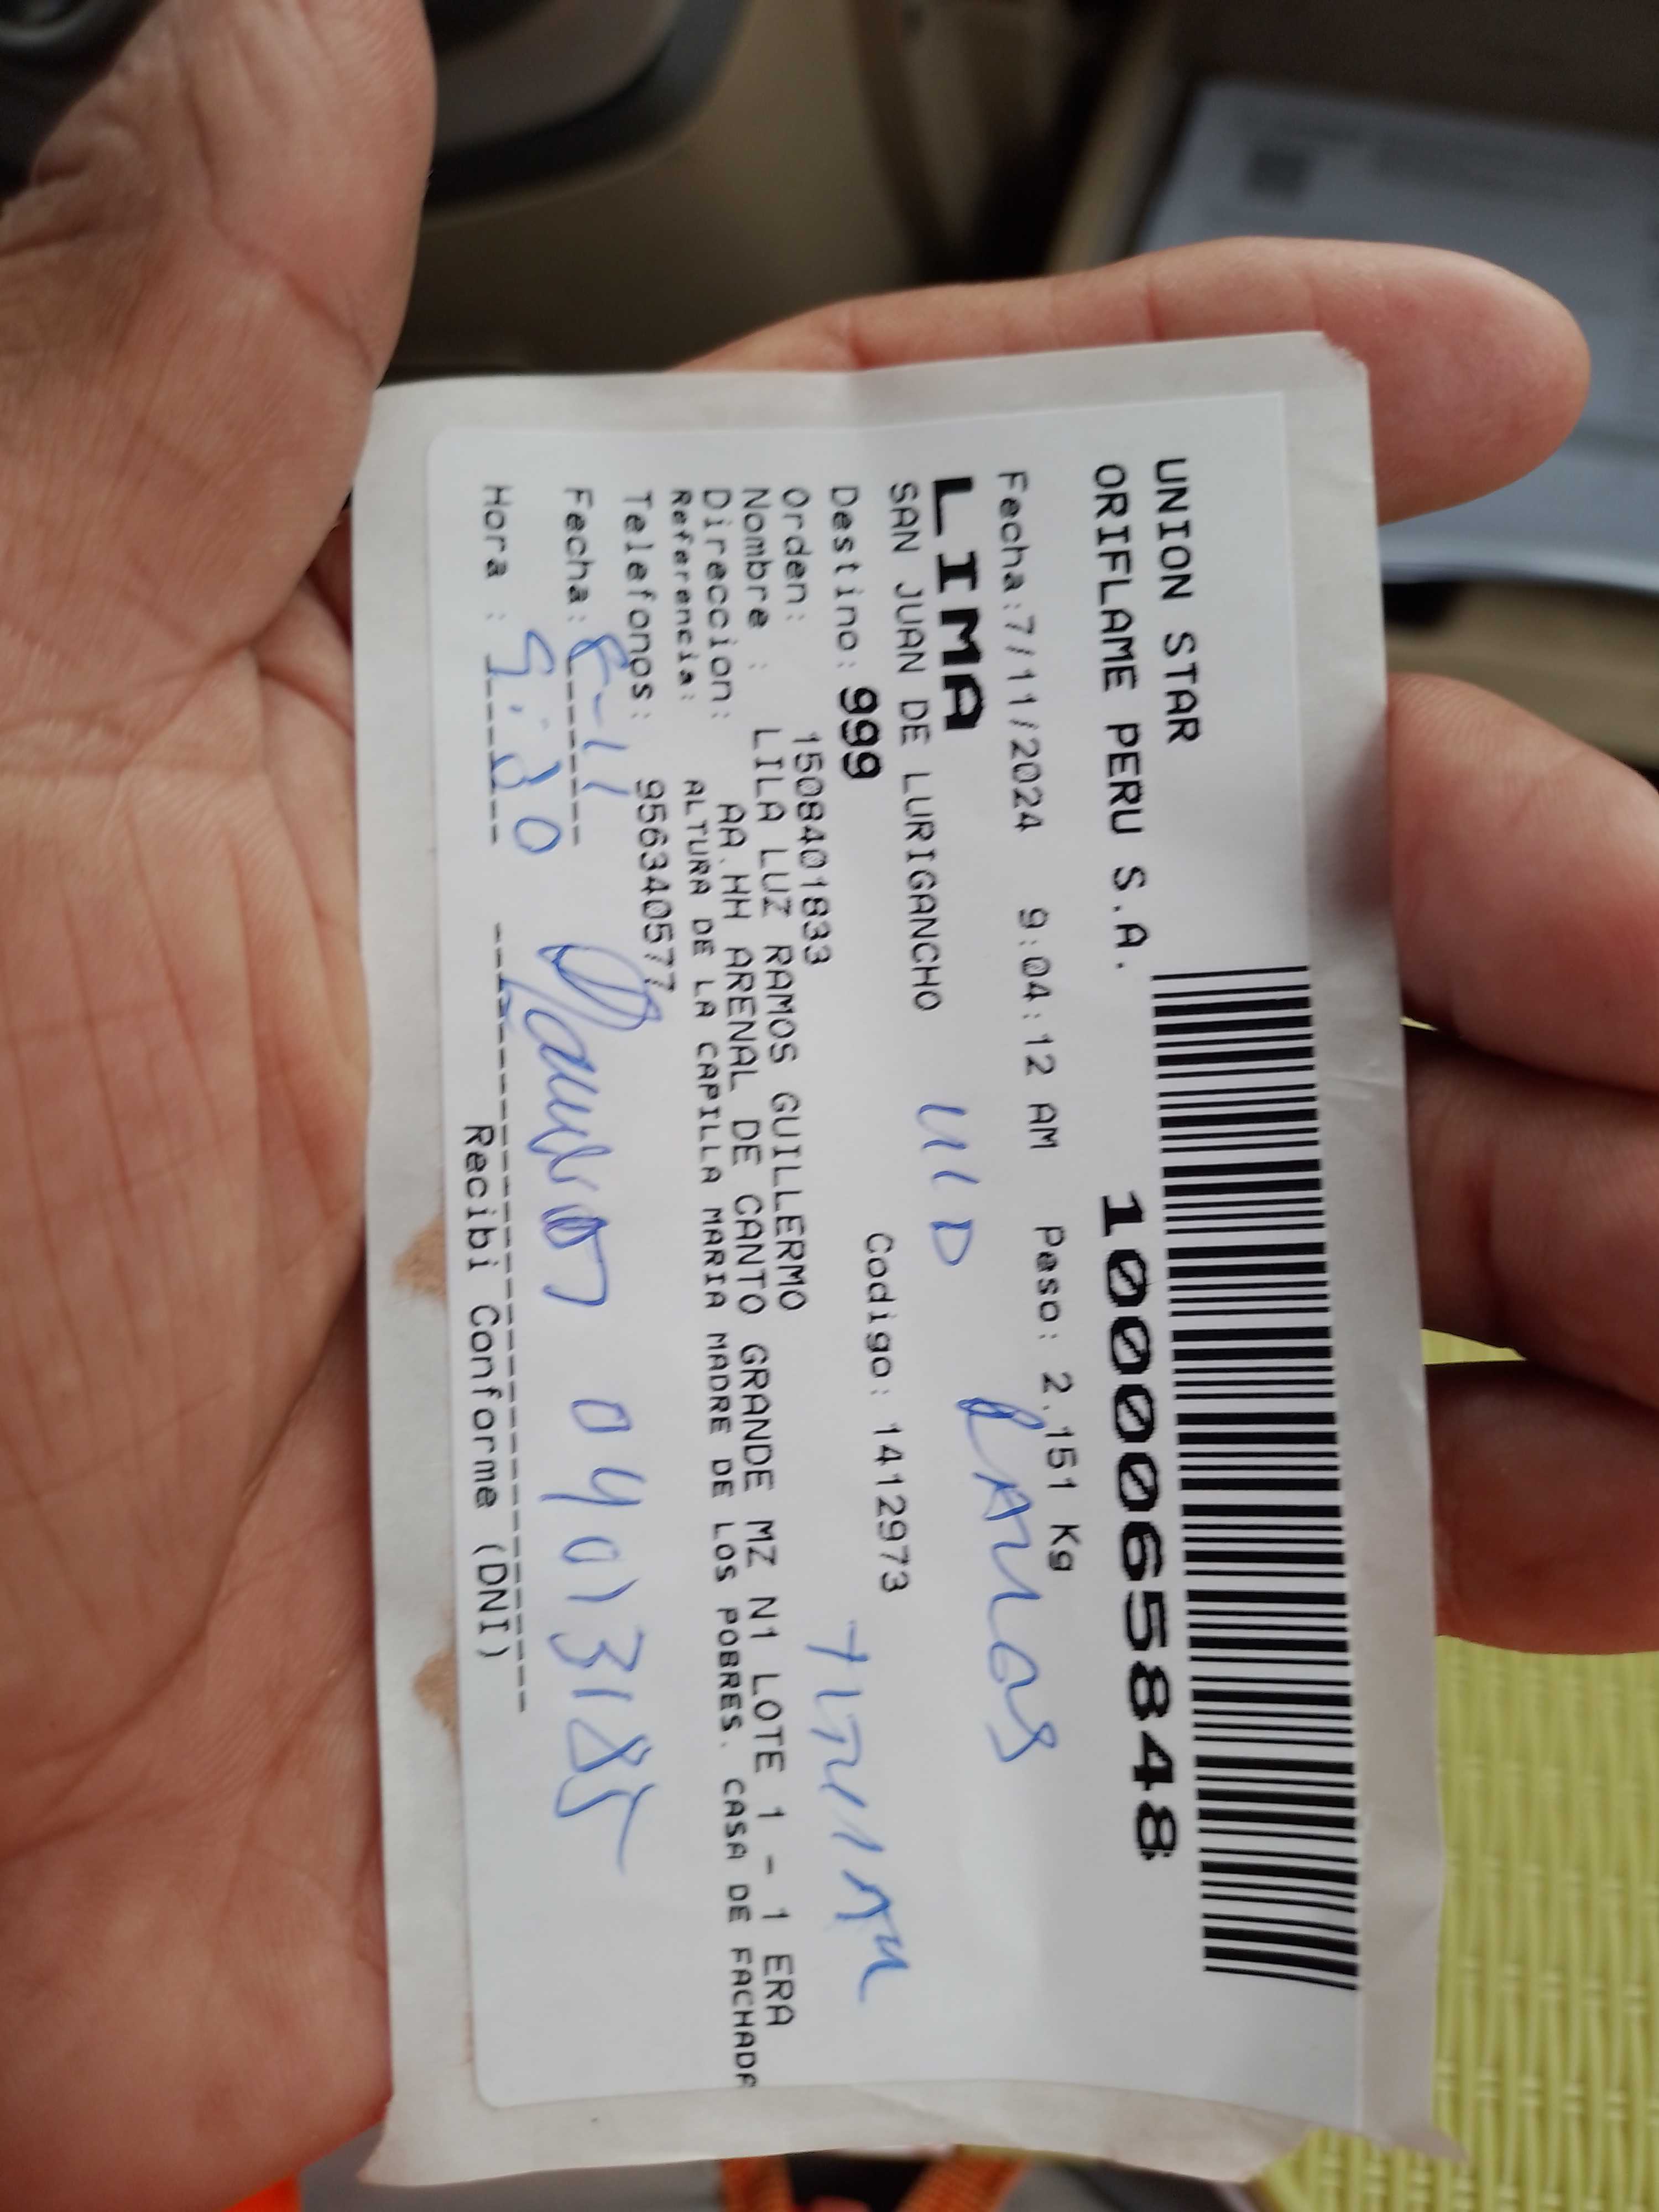 UNION STAR
ORIFLAME PERU S.A.
10000658848
Fecha:7/11/2024 9:04:12 AM Peso: 2.151 Kg
LIMA
SAN JUAN DE LURIGANCHO
Destino: 999 Codigo: 1412973
Orden: 1508401833
Nombre : LILA LUZ RAMOS GUILLERMO
Direccion: AA.HH ARENAL DE CANTO GRANDE MZ N1 LOTE 1 - 1 ERA
Referencia: ALTURA DE LA CAPILLA MARIA MADRE DE LOS POBRES. CASA DE FACHADA
Telefonos: 956340577
Fecha: 8-11
Hora : 9:30
Recibi Conforme (DNI)